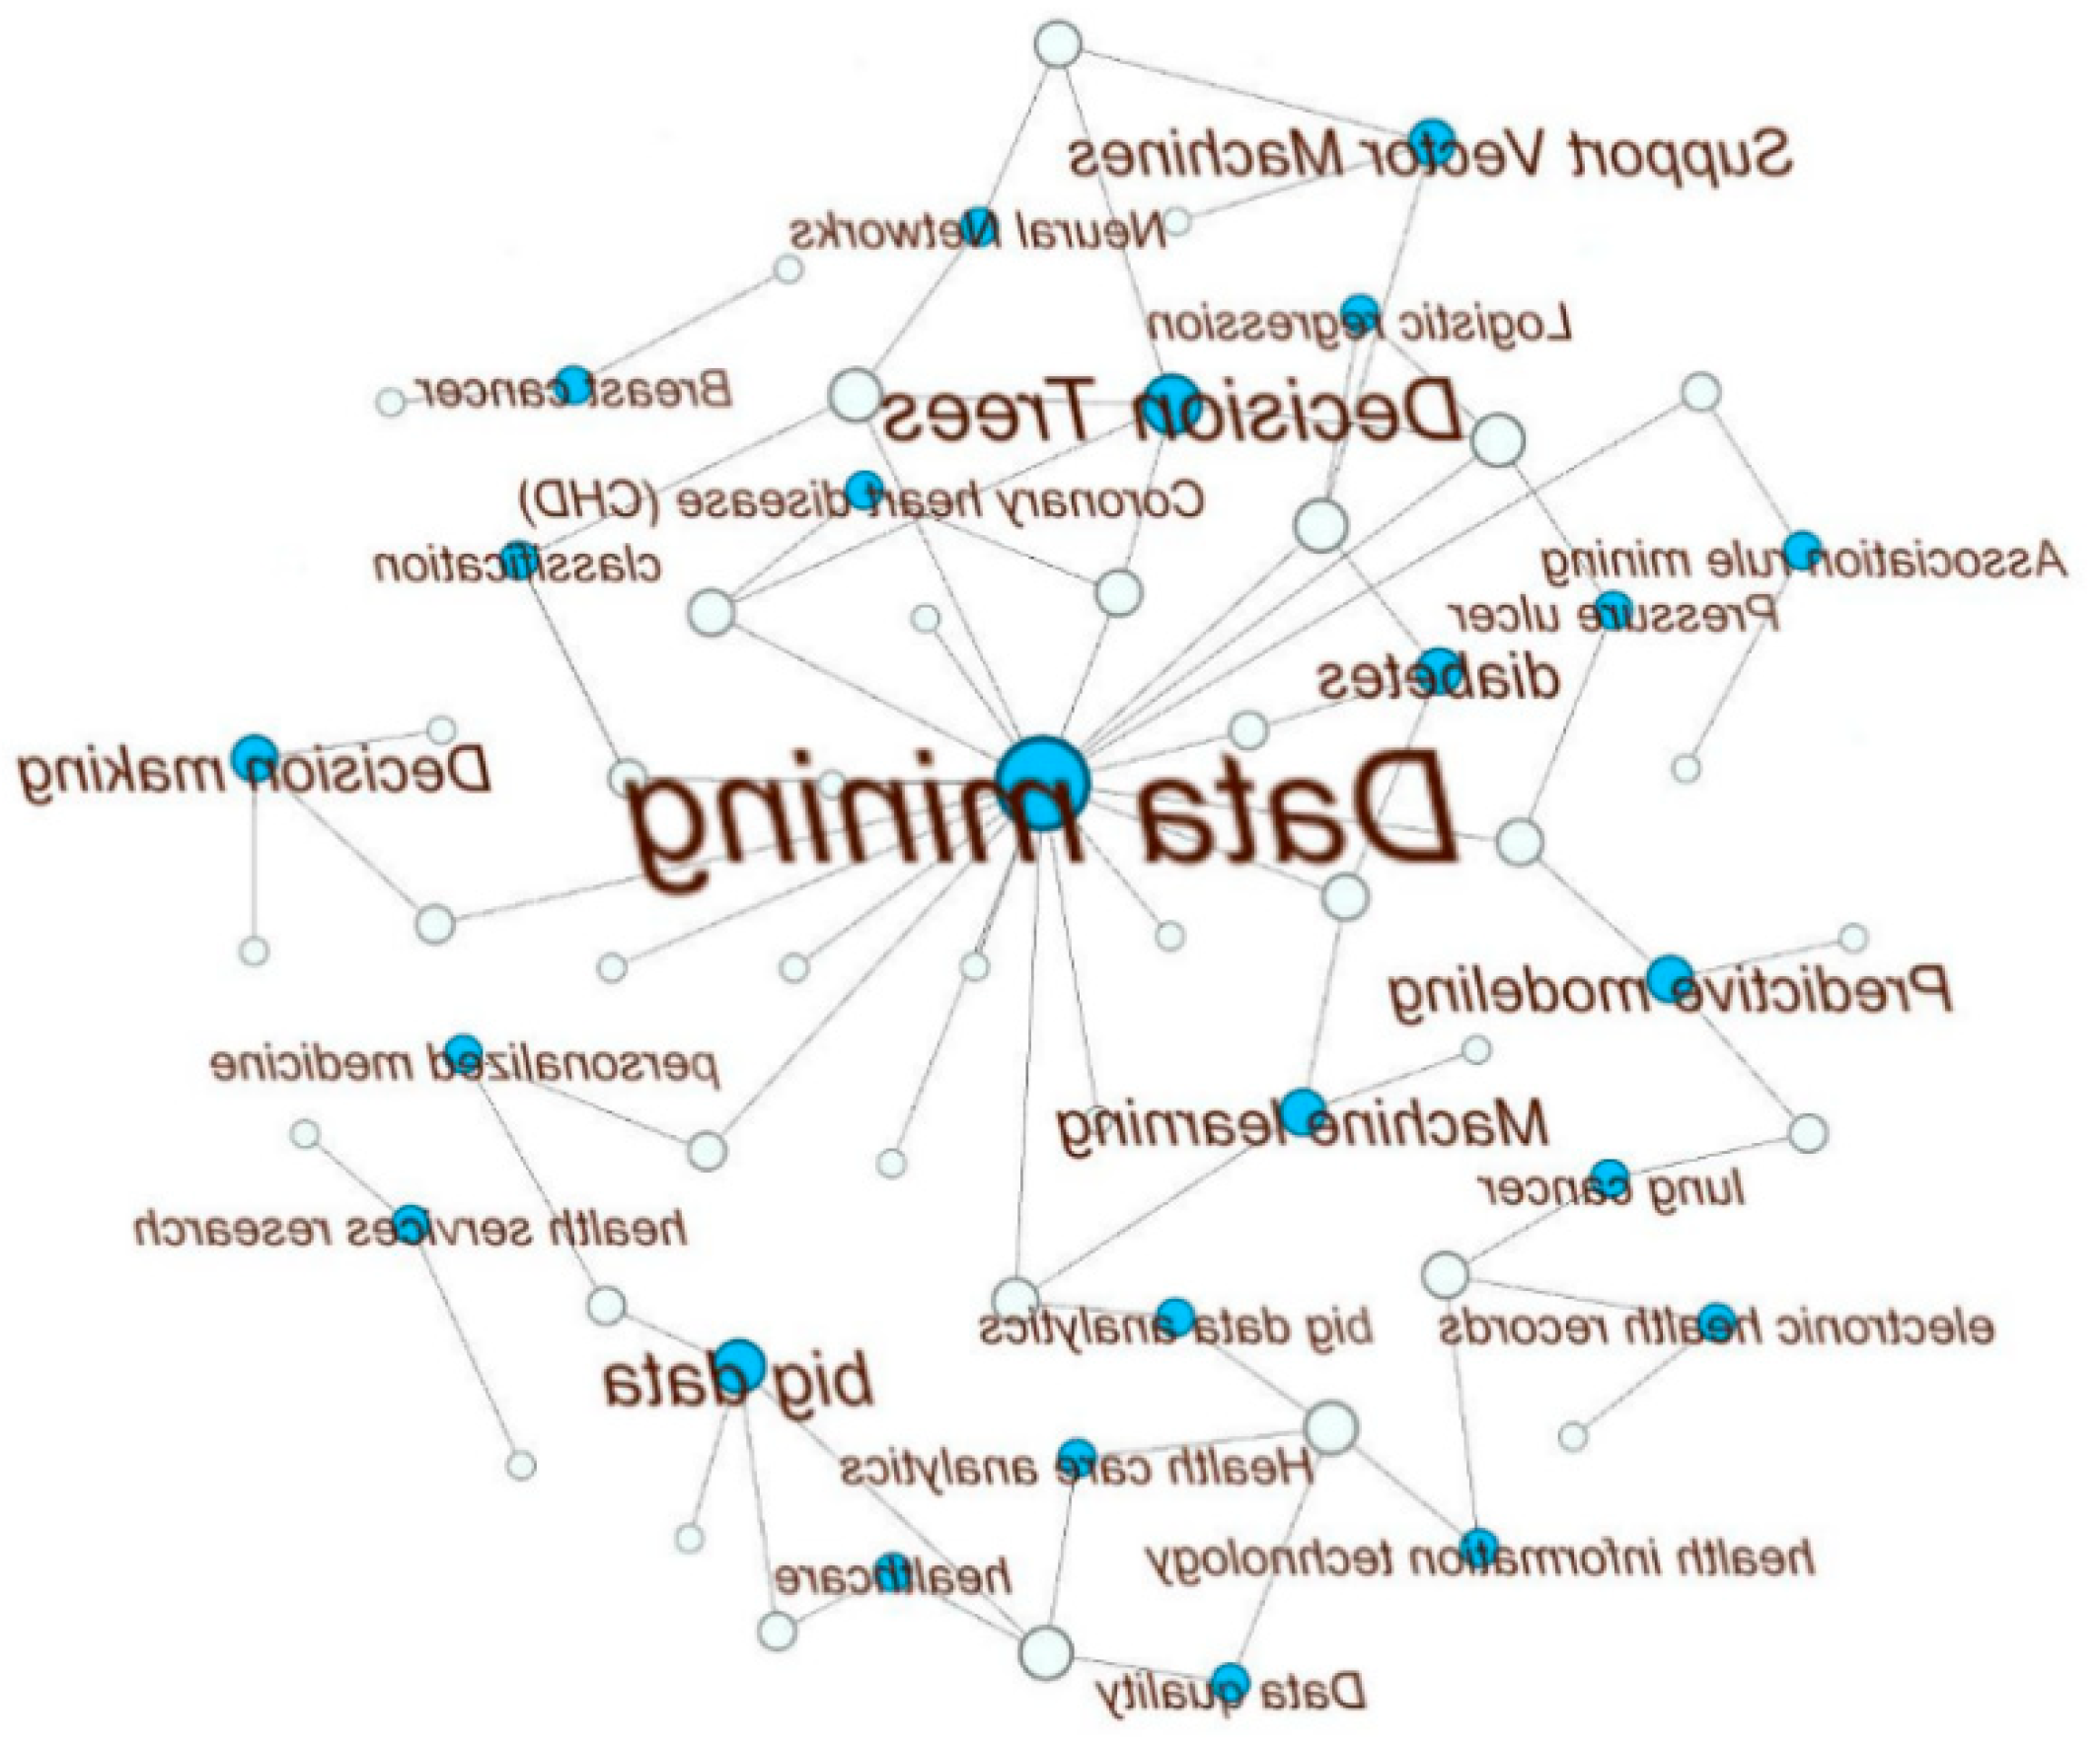 Support Vector Machines
Neural Networks
Logistic regression
Breast cancer
Decision Trees
Coronary heart disease (CHD)
classification
Association rule mining
Pressure ulcer
diabetes
Decision making
Data mining
Predictive modeling
personalized medicine
Machine learning
lung cancer
health services research
big data analytics
electronic health records
big data
Health care analytics
health information technology
healthcare
Data quality